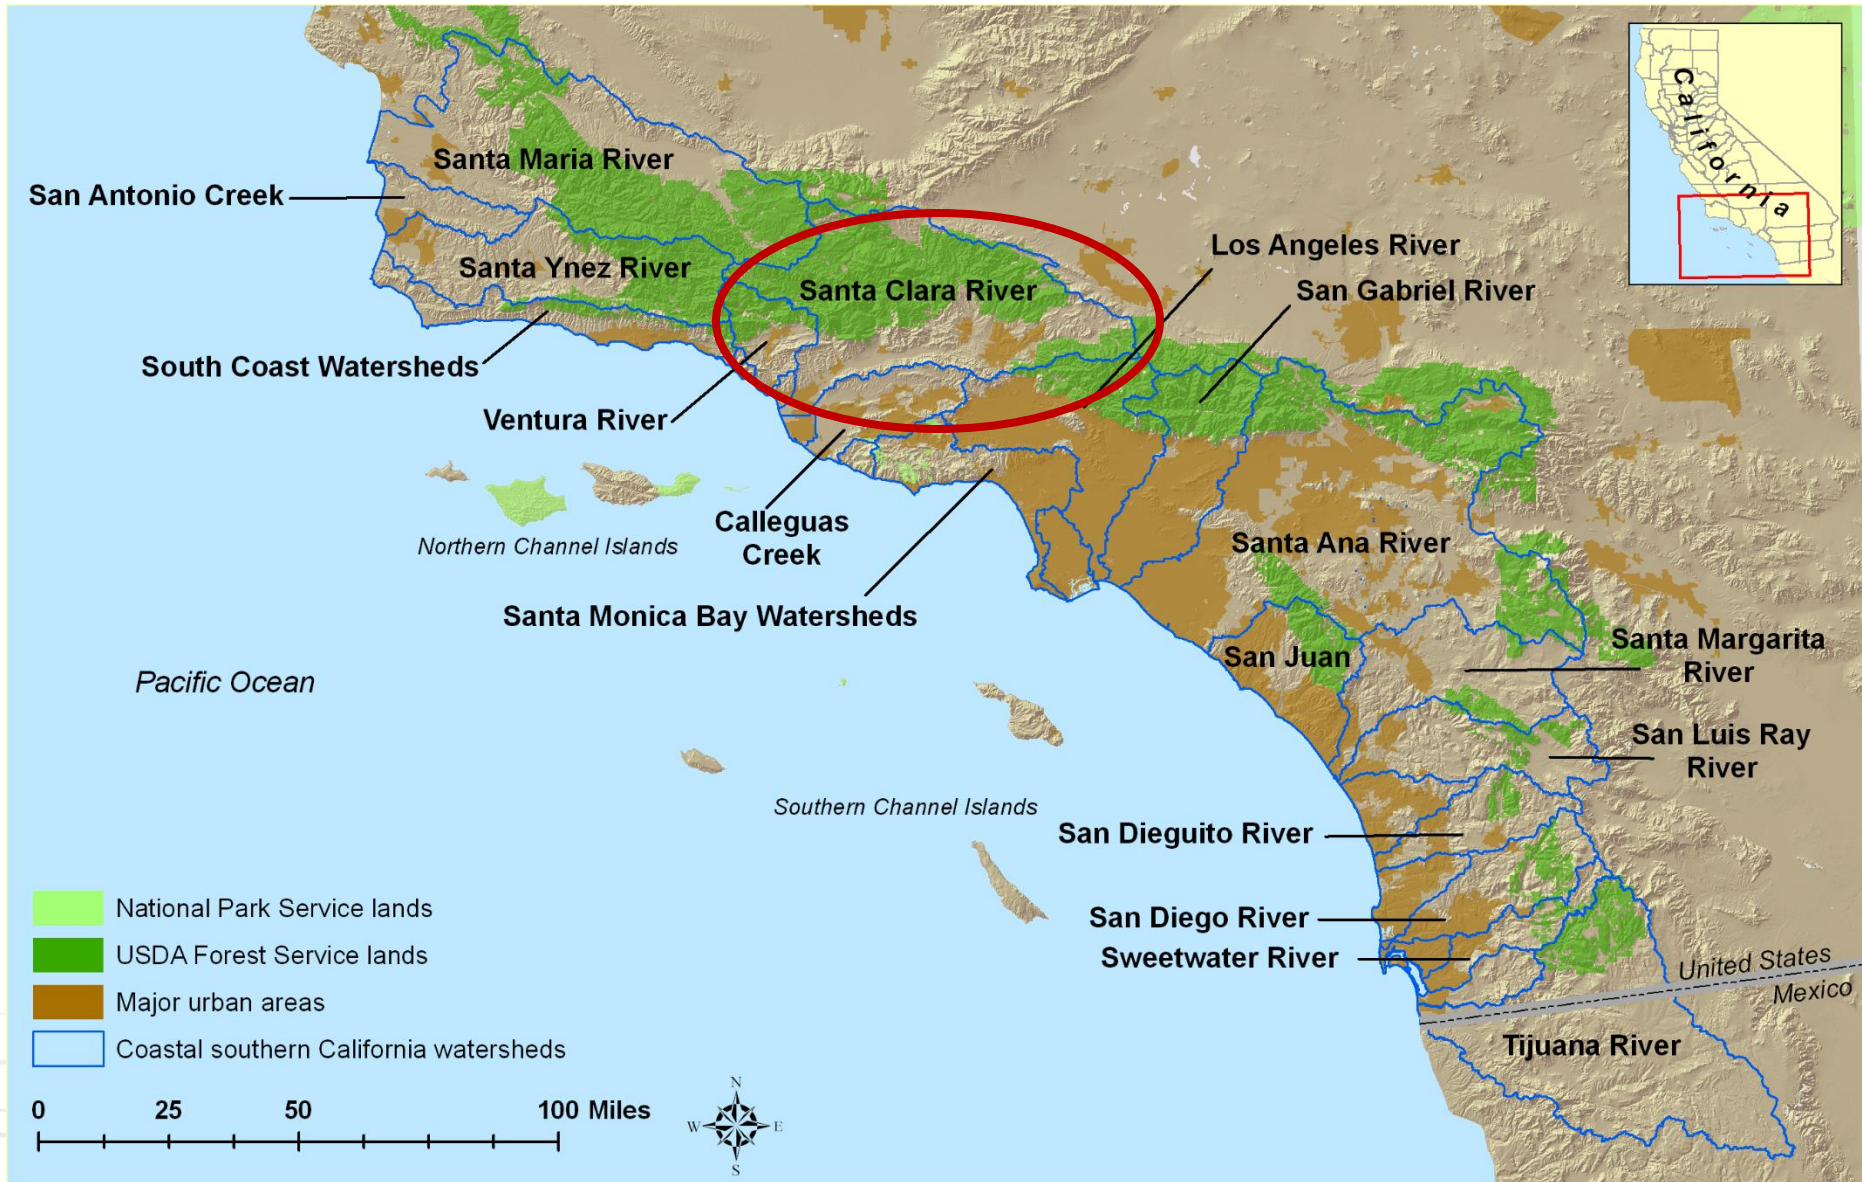 California
Santa Maria River
San Antonio Creek
Santa Ynez River
Los Angeles River
Santa Clara River
San Gabriel River
South Coast Watersheds
Ventura River
Calleguas
Creek
Northern Channel Islands
Santa Ana River
Santa Monica Bay Watersheds
Santa Margarita
River
San Juan
Pacific Ocean
San Luis Ray
River
Southern Channel Islands
San Dieguito River
San Diego River
Sweetwater River
United States
Mexico
Tijuana River
National Park Service lands
USDA Forest Service lands
Major urban areas
Coastal southern California watersheds
0 25 50 100 Miles
N
W E
S